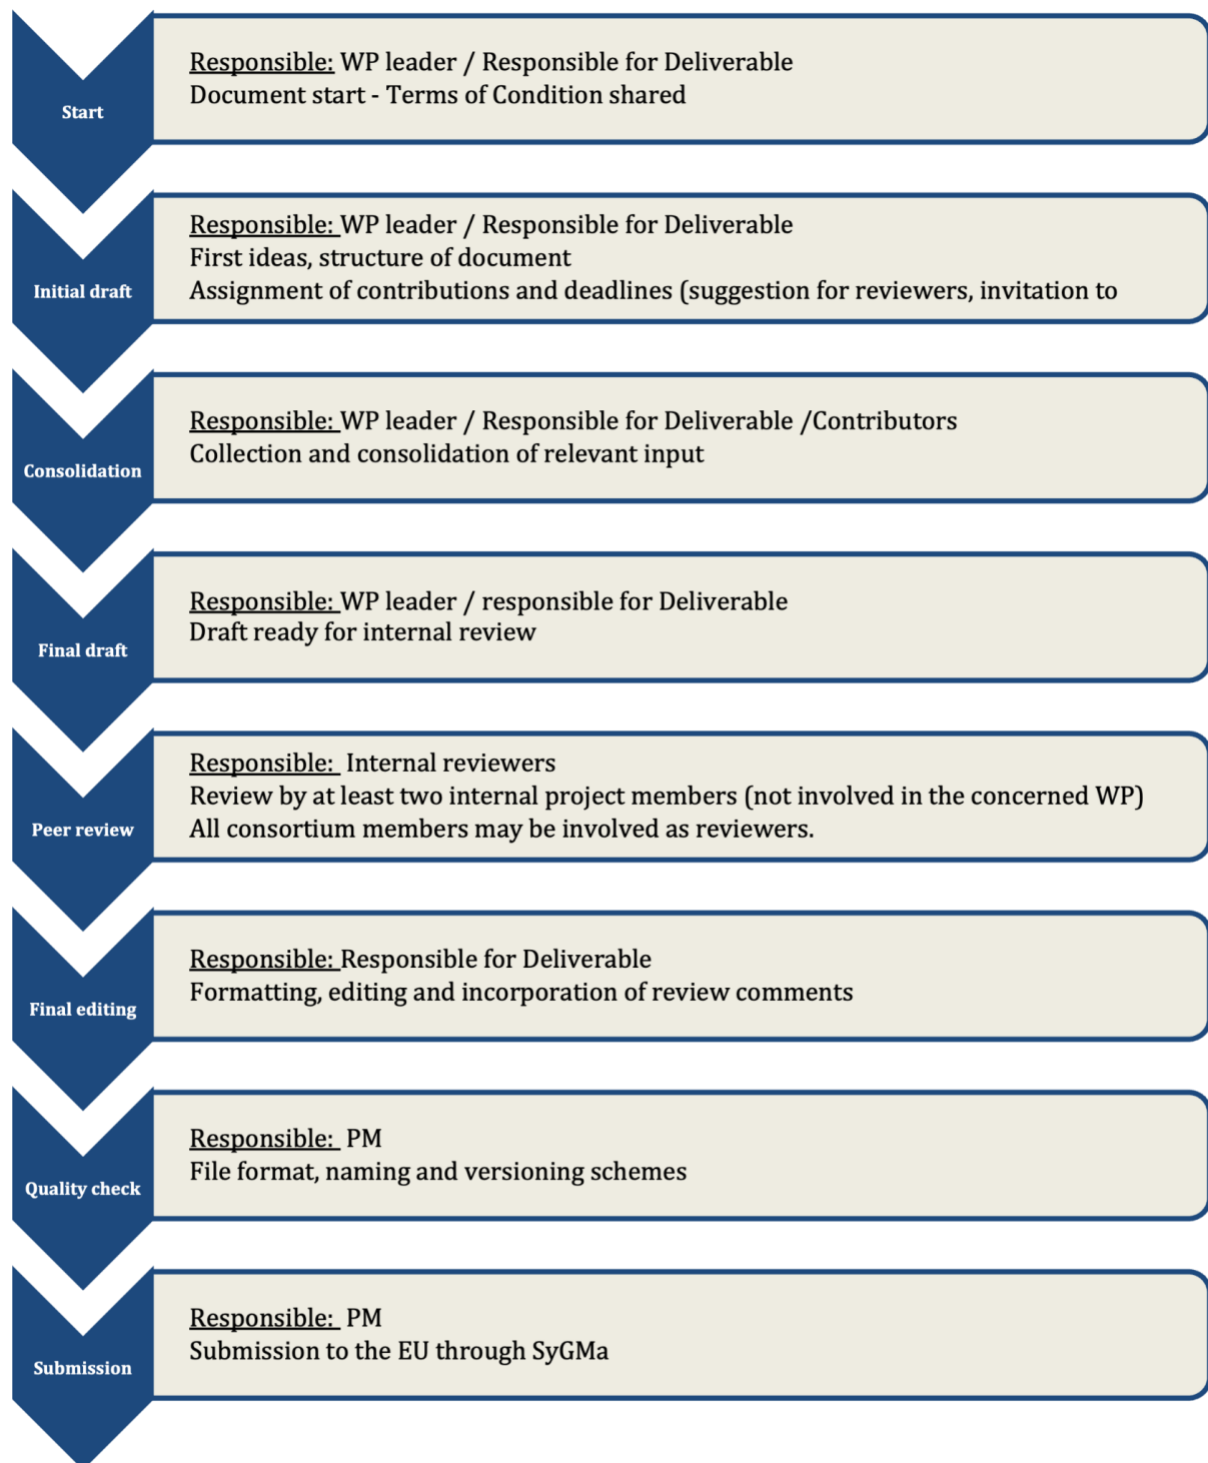 Start
Responsible: WP leader / Responsible for Deliverable
Document start - Terms of Condition shared
Initial draft
Responsible: WP leader / Responsible for Deliverable
First ideas, structure of document
Assignment of contributions and deadlines (suggestion for reviewers, invitation to
Consolidation
Responsible: WP leader / Responsible for Deliverable /Contributors
Collection and consolidation of relevant input
Final draft
Responsible: WP leader / responsible for Deliverable
Draft ready for internal review
Peer review
Responsible: Internal reviewers
Review by at least two internal project members (not involved in the concerned WP)
All consortium members may be involved as reviewers.
Final editing
Responsible: Responsible for Deliverable
Formatting, editing and incorporation of review comments
Quality check
Responsible: PM
File format, naming and versioning schemes
Submission
Responsible: PM
Submission to the EU through SyGMa